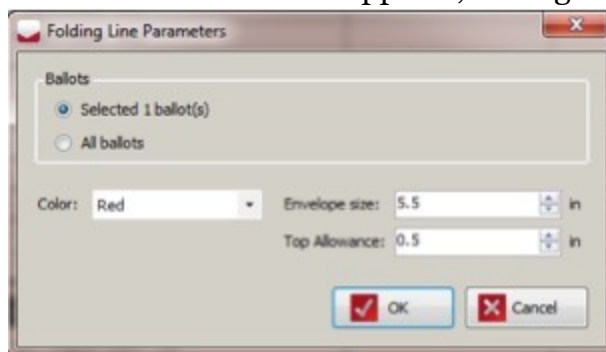 Folding Line Parameters
Ballots
Selected 1 ballot(s)
All ballots
Color: Red Envelope size: 5.5 in
Top Allowance: 0.5 in
OK Cancel